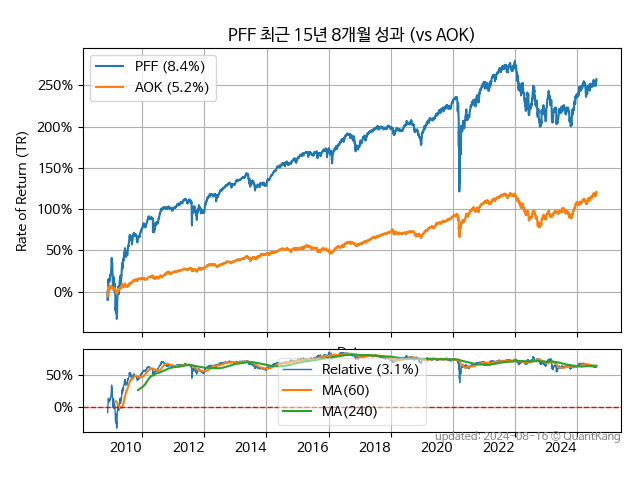 PFF 최근 15년 8개월 성과 (vs AOK)
PFF (8.4%)
AOK (5.2%)
Rate of Return (TR)
250%
200%
150%
100%
50%
0%
Relative (3.1%)
MA(60)
MA(240)
50%
0%
2010 2012 2014 2016 2018 2020 2022 2024
updated: 2024-08-16 © QuantKang